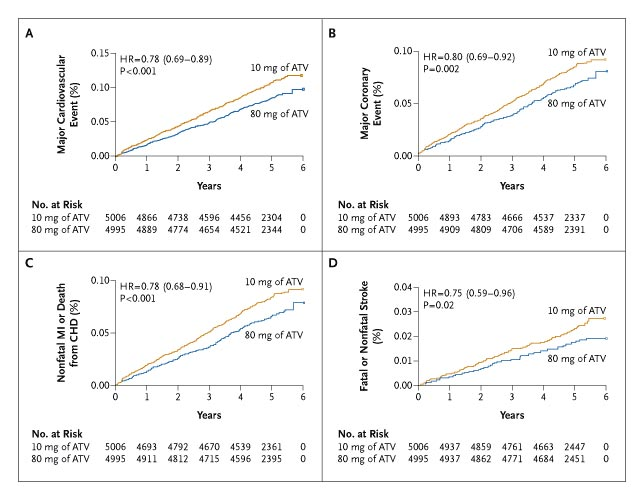 A
Major Cardiovascular
Event (%)
0.15
0.10
0.05
0.00
HR=0.78 (0.69–0.89)
P<0.001
10 mg of ATV
80 mg of ATV
0 1 2 3 4 5 6
Years
No. at Risk
10 mg of ATV 5006 4866 4738 4596 4456 2304 0
80 mg of ATV 4995 4889 4774 4654 4521 2344 0
B
Major Coronary
Event (%)
0.10
0.05
0.00
HR=0.80 (0.69–0.92)
P=0.002
10 mg of ATV
80 mg of ATV
0 1 2 3 4 5 6
Years
No. at Risk
10 mg of ATV 5006 4893 4783 4666 4537 2337 0
80 mg of ATV 4995 4909 4809 4706 4589 2391 0
C
Nonfatal MI or Death
from CHD (%)
0.10
0.05
0.00
HR=0.78 (0.68–0.91)
P<0.001
10 mg of ATV
80 mg of ATV
0 1 2 3 4 5 6
Years
No. at Risk
10 mg of ATV 5006 4693 4792 4670 4539 2361 0
80 mg of ATV 4995 4911 4812 4715 4596 2395 0
D
Fatal or Nonfatal Stroke
(%)
0.04
0.03
0.02
0.01
0.00
HR=0.75 (0.59–0.96)
P=0.02
10 mg of ATV
80 mg of ATV
0 1 2 3 4 5 6
Years
No. at Risk
10 mg of ATV 5006 4937 4859 4761 4663 2447 0
80 mg of ATV 4995 4937 4862 4771 4684 2451 0